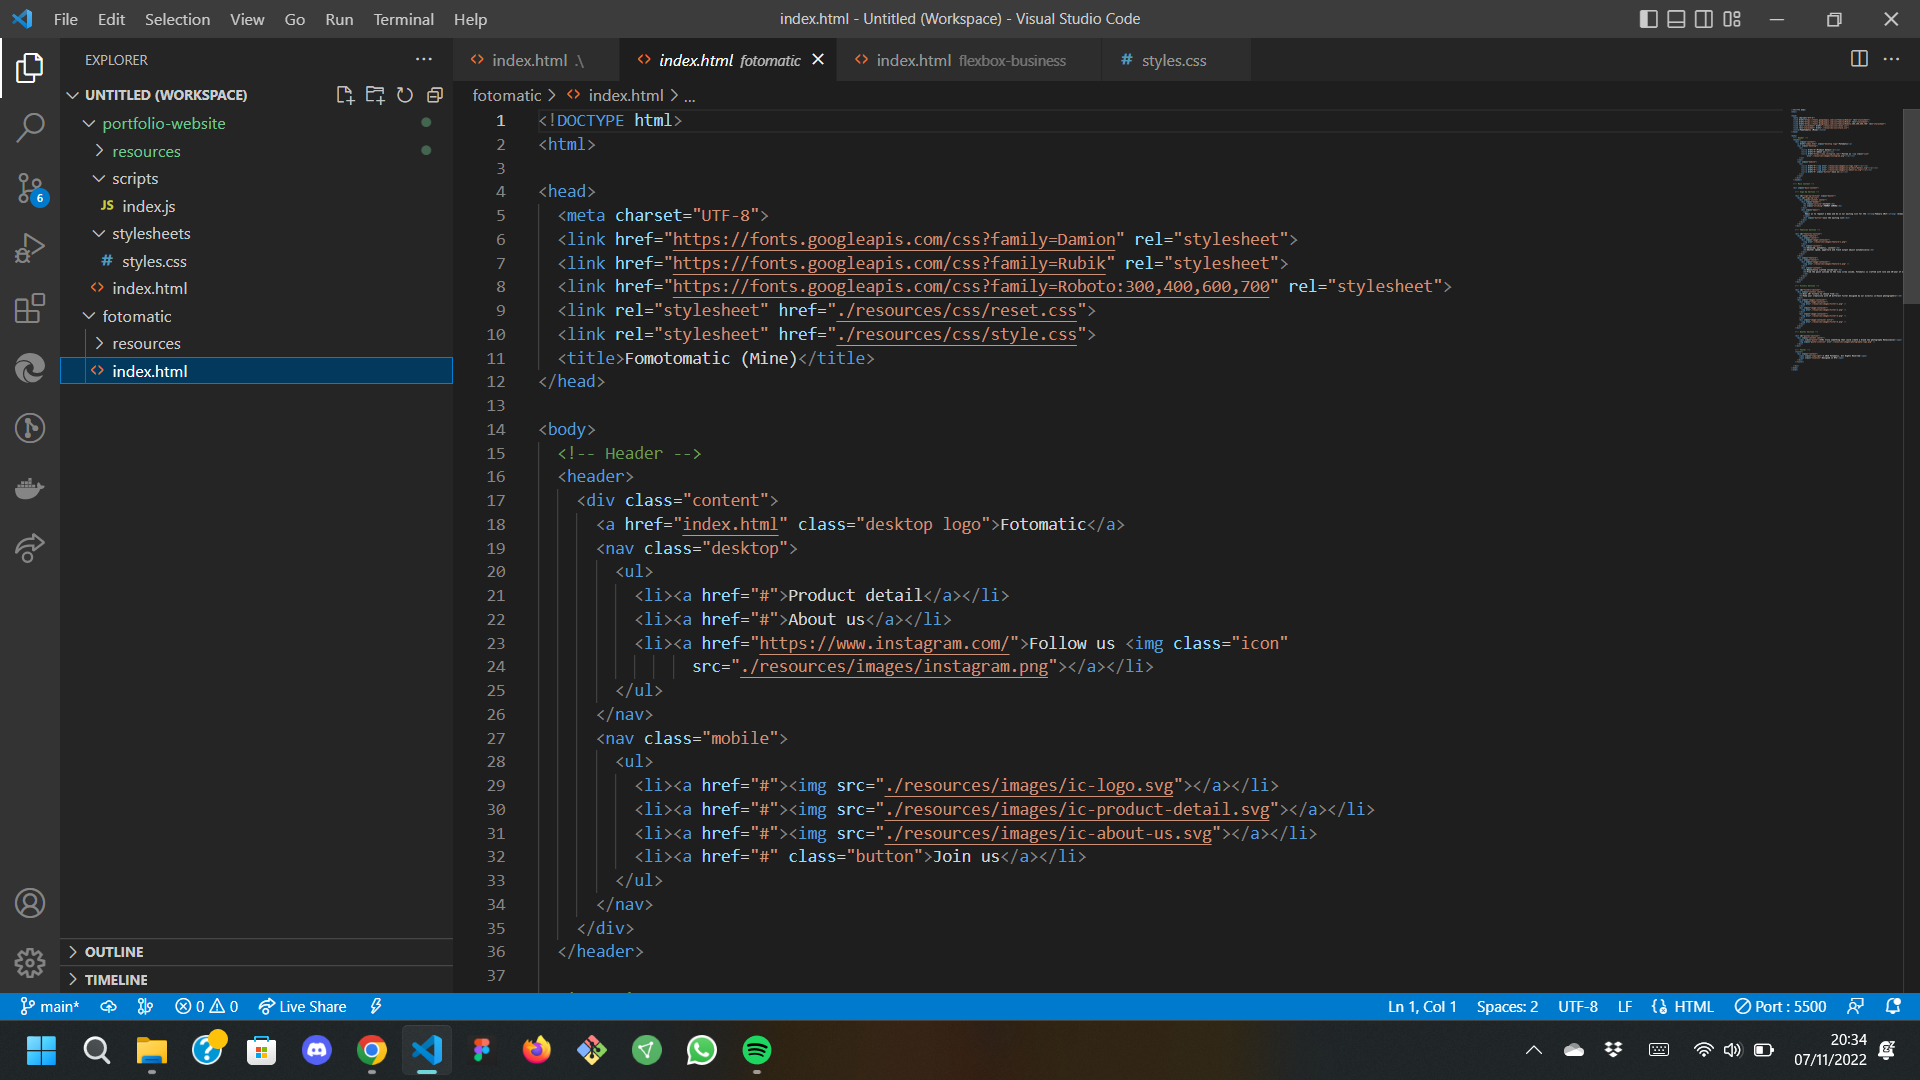 File Edit Selection View Go Run Terminal Help
index.html - Untitled (Workspace) - Visual Studio Code
EXPLORER
UNTITLED (WORKSPACE)
portfolio-website
resources
scripts
JS index.js
stylesheets
# styles.css
<> index.html
fotomatic
resources
<> index.html
OUTLINE
TIMELINE
6
<> index.html .\
<> index.html fotomatic
<> index.html flexbox-business
# styles.css
fotomatic > <> index.html > ...
1 <!DOCTYPE html>
2 <html>
3
4 <head>
5 <meta charset="UTF-8">
6 <link href="https://fonts.googleapis.com/css?family=Damion" rel="stylesheet">
7 <link href="https://fonts.googleapis.com/css?family=Rubik" rel="stylesheet">
8 <link href="https://fonts.googleapis.com/css?family=Roboto:300,400,600,700" rel="stylesheet">
9 <link rel="stylesheet" href="./resources/css/reset.css">
10 <link rel="stylesheet" href="./resources/css/style.css">
11 <title>Fomotomatic (Mine)</title>
12 </head>
13
14 <body>
15 <!-- Header -->
16 <header>
17 <div class="content">
18 <a href="index.html" class="desktop logo">Fotomatic</a>
19 <nav class="desktop">
20 <ul>
21 <li><a href="#">Product detail</a></li>
22 <li><a href="#">About us</a></li>
23 <li><a href="https://www.instagram.com/">Follow us <img class="icon"
24 src="./resources/images/instagram.png"></a></li>
25 </ul>
26 </nav>
27 <nav class="mobile">
28 <ul>
29 <li><a href="#"><img src="./resources/images/ic-logo.svg"></a></li>
30 <li><a href="#"><img src="./resources/images/ic-product-detail.svg"></a></li>
31 <li><a href="#"><img src="./resources/images/ic-about-us.svg"></a></li>
32 <li><a href="#" class="button">Join us</a></li>
33 </ul>
34 </nav>
35 </div>
36 </header>
37
main* 0 0 Live Share
Ln 1, Col 1 Spaces: 2 UTF-8 LF HTML Port : 5500
20:34
07/11/2022